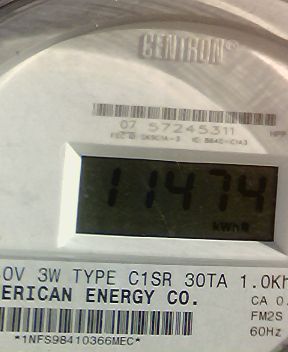 CENTRON®
07 57245311
11474
kWhR
0V 3W TYPE C1SR 30TA 1.0Kh
ERICAN ENERGY CO. CA 0.
FM2S
*1NFS98410366MEC* 60Hz